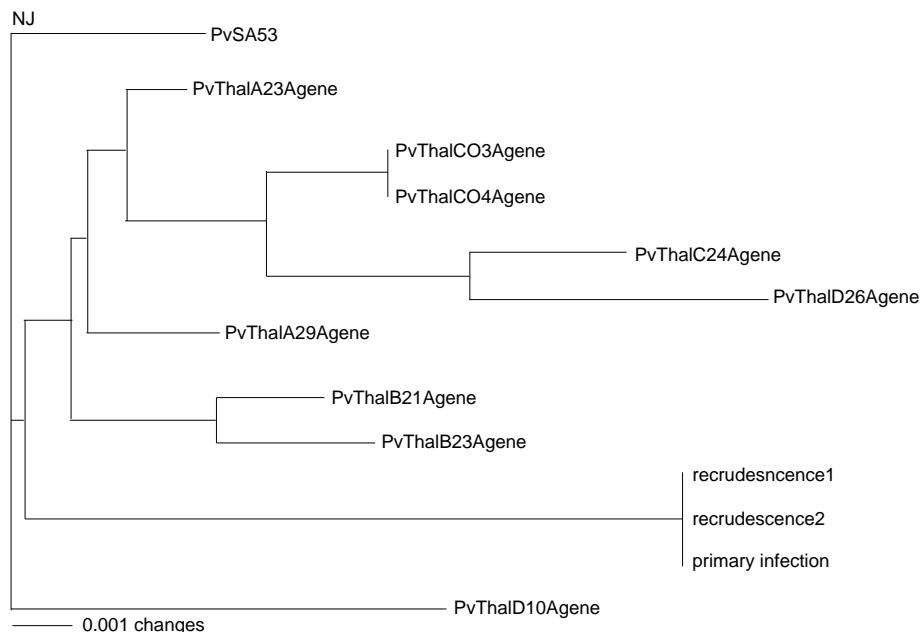 NJ
PvSA53
PvThalA23Agene
PvThalCO3Agene
PvThalCO4Agene
PvThalC24Agene
PvThalD26Agene
PvThalA29Agene
PvThalB21Agene
PvThalB23Agene
recrudesncence1
recrudescence2
primary infection
PvThalD10Agene
0.001 changes